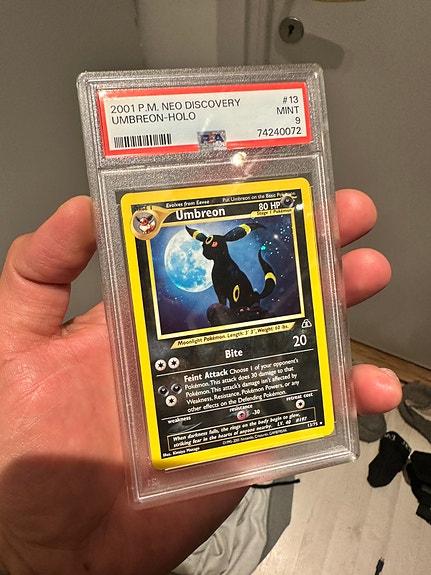 2001 P.M. NEO DISCOVERY #13
UMBREON-HOLO MINT
9
PSA 74240072
Evolves from Eevee Put Umbreon on the Basic Pokémon
Umbreon 80 HP
Stage 1 Pokémon
Moonlight Pokémon. Length: 3' 3", Weight: 60 lbs.
Bite 20
Feint Attack Choose 1 of your opponent's
Pokémon. This attack does 30 damage to that
Pokémon. This attack's damage isn't affected by
Weakness, Resistance, Pokémon Powers, or any
other effects on the Defending Pokémon.
weakness resistance retreat cost
-30
When darkness falls, the rings on the body begin to glow,
striking fear in the hearts of anyone nearby. LV. 40 #197
Illus. 
13/75